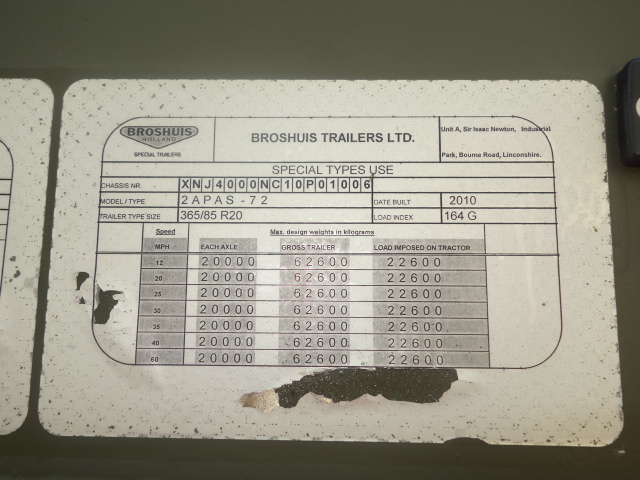 BROSHUIS
HOLLAND
SPECIAL TRAILERS
BROSHUIS TRAILERS LTD.
Unit A, Sir Isaac Newton, Industrial
Park, Bourne Road, Linconshire.
SPECIAL TYPES USE
CHASSIS NR. XNJ4000NC10P01006
MODEL / TYPE 2APAS -72 DATE BUILT 2010
TRAILER TYPE SIZE 365/85 R20 LOAD INDEX 164 G
Speed Max. design weights in kilograms
MPH EACH AXLE GROSS TRAILER LOAD IMPOSED ON TRACTOR
12 20000 62600 22600
20 20000 62600 22600
25 20000 62600 22600
30 20000 62600 22600
35 20000 62600 22600.
40 20000 62600 22600
60 20000 62600 22600